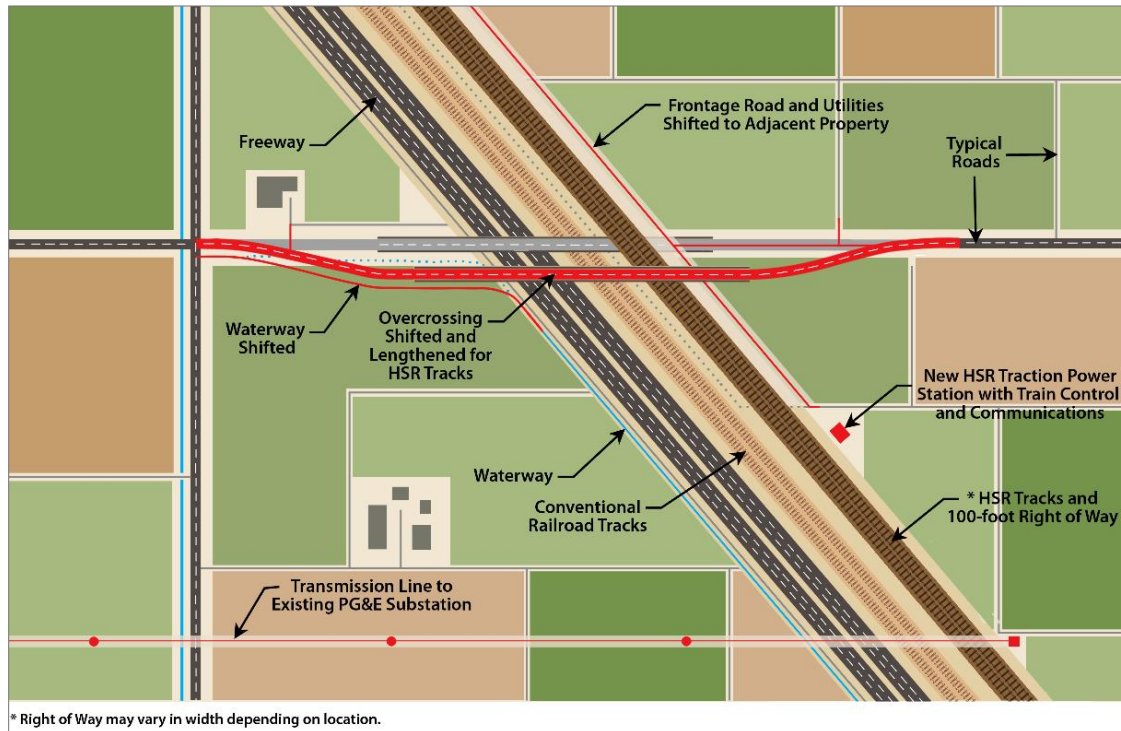 Frontage Road and Utilities
Shifted to Adjacent Property
Freeway
Typical
Roads
Waterway
Shifted
Overcrossing
Shifted and
Lengthened for
HSR Tracks
New HSR Traction Power
Station with Train Control
and Communications
Waterway
Conventional
Railroad Tracks
* HSR Tracks and
100-foot Right of Way
Transmission Line to
Existing PG&E Substation
* Right of Way may vary in width depending on location.